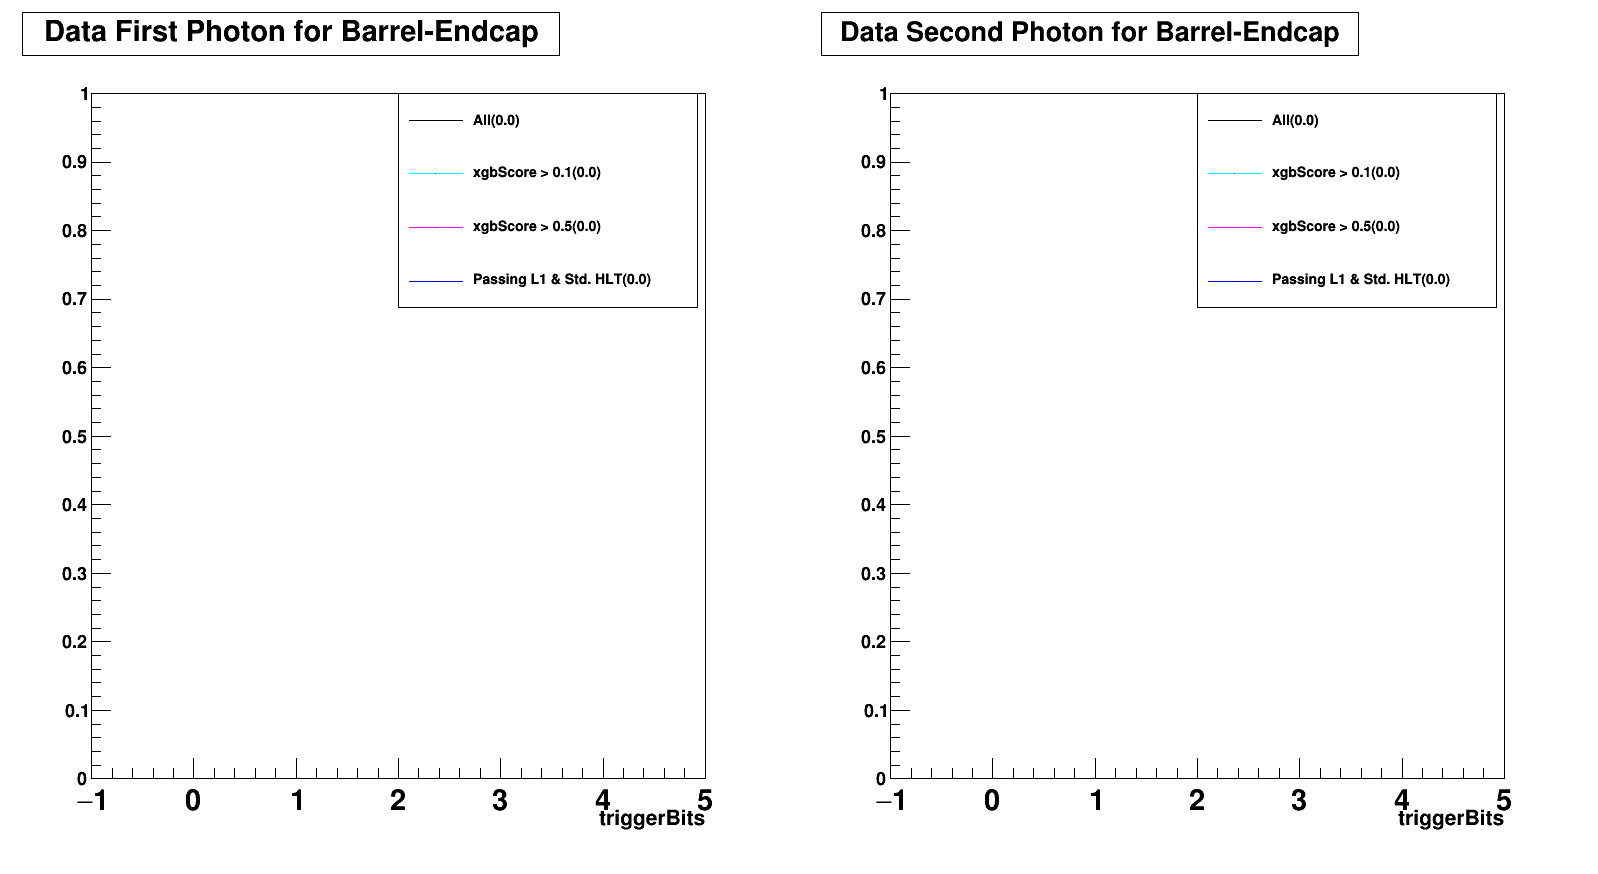 Data First Photon for Barrel-Endcap
1
0.9
0.8
0.7
0.6
0.5
0.4
0.3
0.2
0.1
0
−1 0 1 2 3 4 5
triggerBits
All(0.0)
xgbScore > 0.1(0.0)
xgbScore > 0.5(0.0)
Passing L1 & Std. HLT(0.0)
Data Second Photon for Barrel-Endcap
1
0.9
0.8
0.7
0.6
0.5
0.4
0.3
0.2
0.1
0
−1 0 1 2 3 4 5
triggerBits
All(0.0)
xgbScore > 0.1(0.0)
xgbScore > 0.5(0.0)
Passing L1 & Std. HLT(0.0)